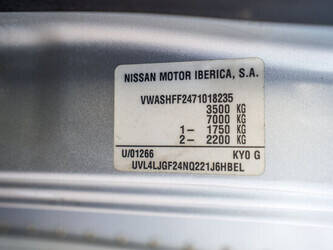 NISSAN MOTOR IBERICA, S.A.
VWASHFF2471018235
3500 KG
7000 KG
1- 1750 KG
2- 2200 KG
U/01266 KY0 G
UVL4LJGF24NQ221J6HBEL